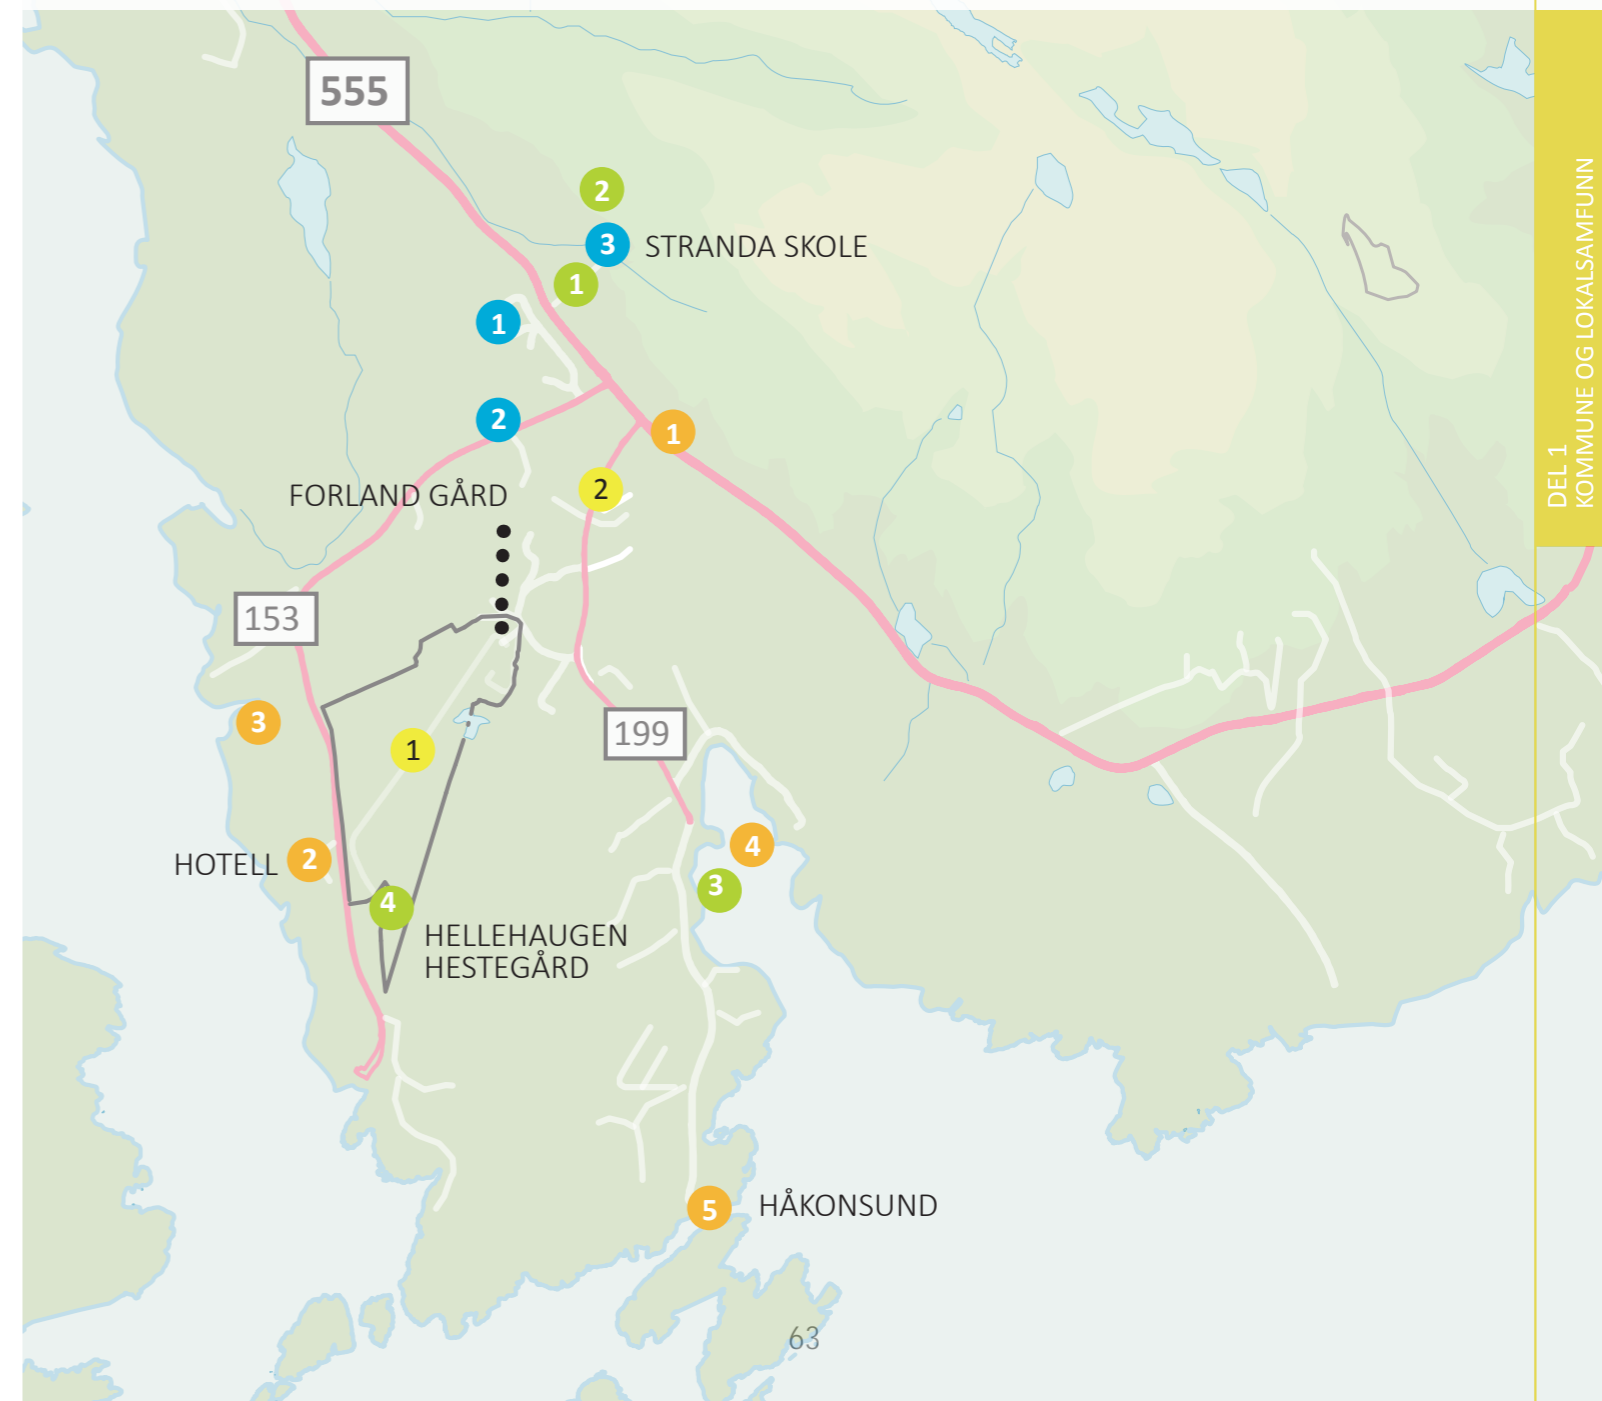 555
2
3
STRANDA SKOLE
1
1
2
1
FORLAND GÅRD
2
153
3
199
1
HOTELL
2
4
3
4
HELLEHAUGEN
HESTEGÅRD
5
HÅKONSUND
63
DEL 1
KOMMUNE OG LOKALSAMFUNN